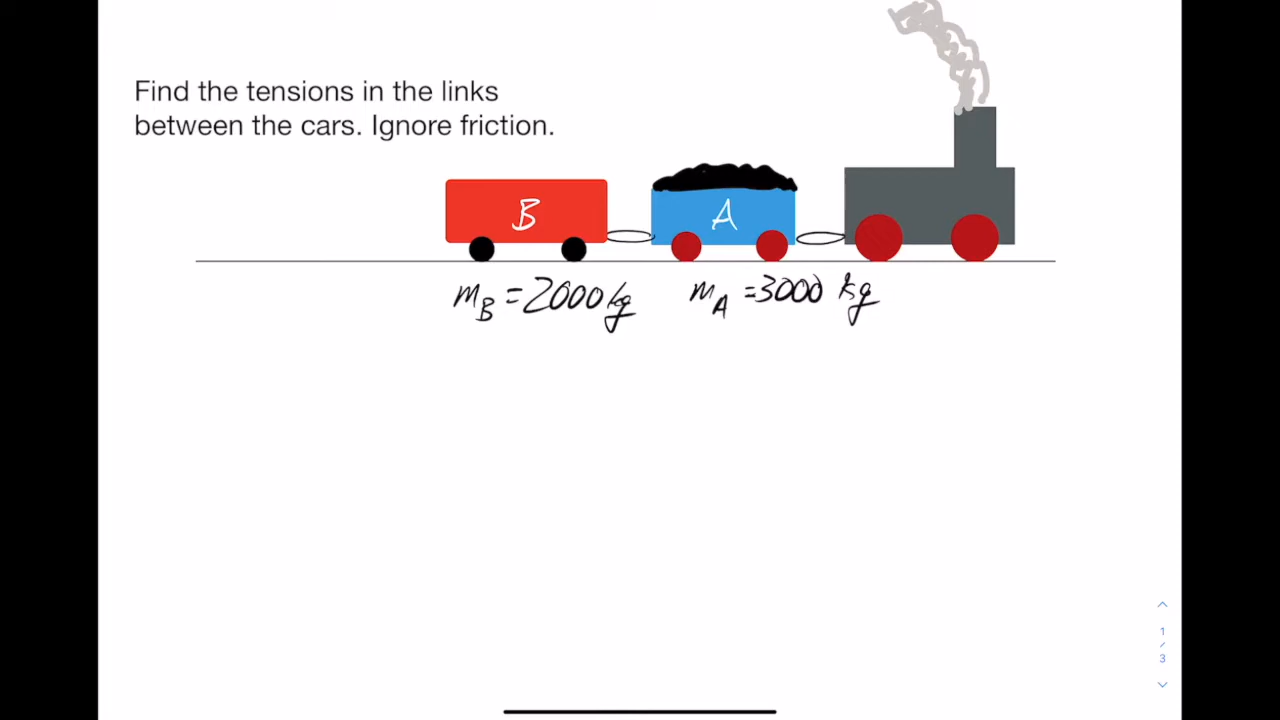 Find the tensions in the links
between the cars. Ignore friction.
B A
m_B = 2000 kg m_A = 3000 kg
1
/
3